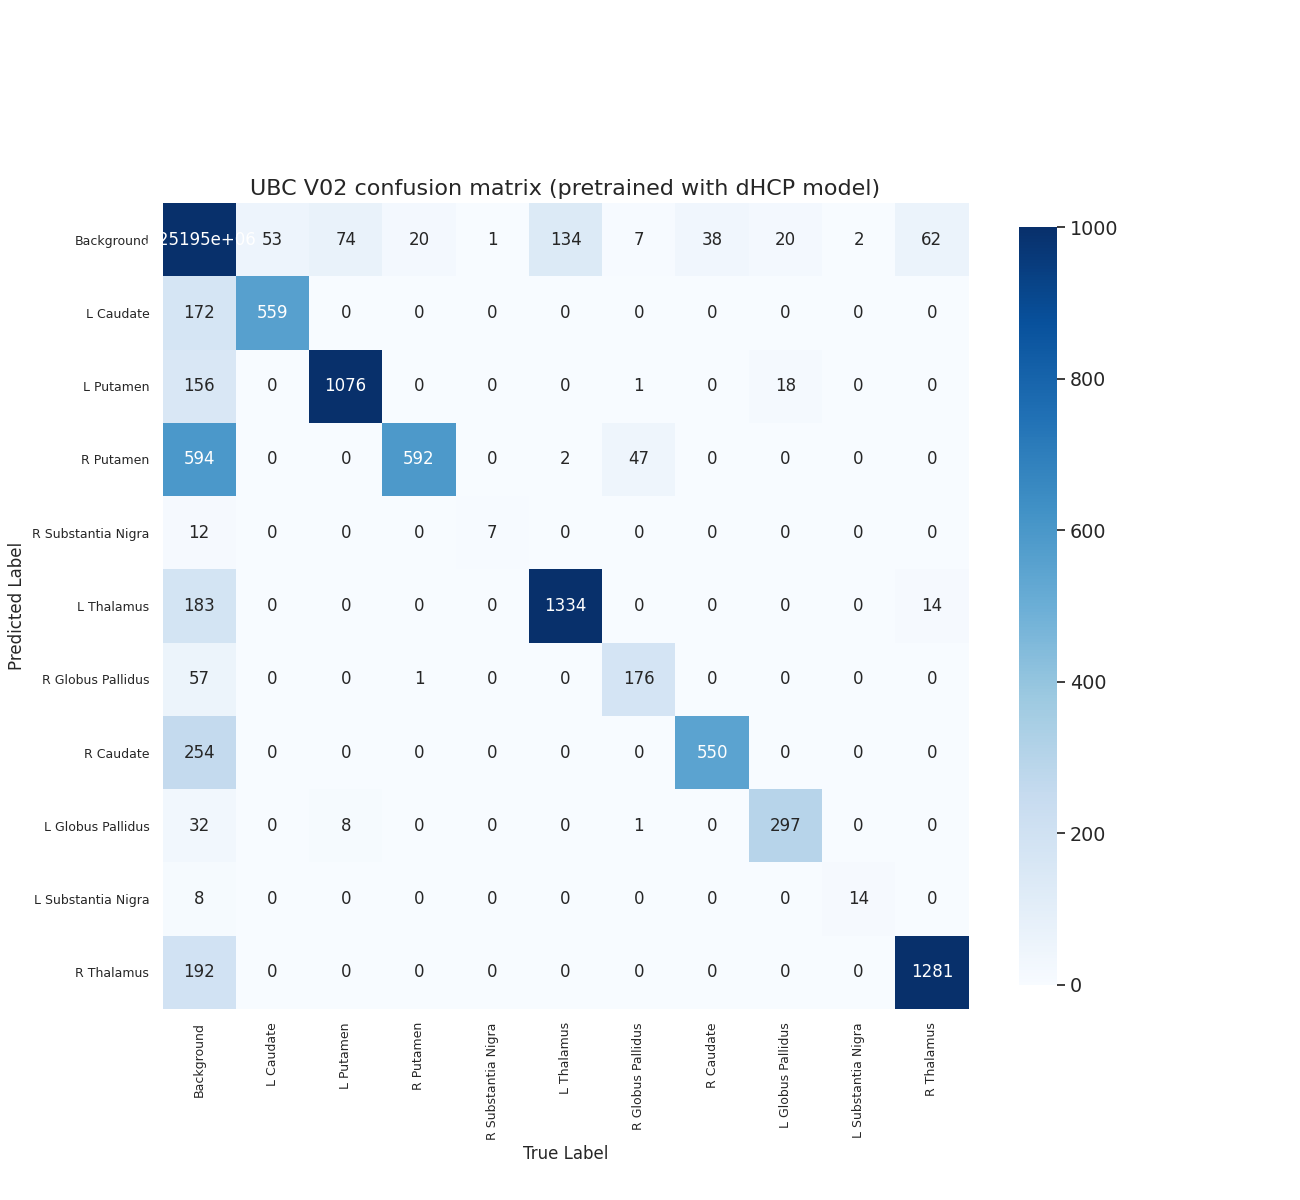 UBC V02 confusion matrix (pretrained with dHCP model)
Background 25195e+06 53 74 20 1 134 7 38 20 2 62
L Caudate 172 559 0 0 0 0 0 0 0 0 0
L Putamen 156 0 1076 0 0 0 1 0 18 0 0
R Putamen 594 0 0 592 0 2 47 0 0 0 0
R Substantia Nigra 12 0 0 0 7 0 0 0 0 0 0
L Thalamus 183 0 0 0 0 1334 0 0 0 0 14
R Globus Pallidus 57 0 0 1 0 0 176 0 0 0 0
R Caudate 254 0 0 0 0 0 0 550 0 0 0
L Globus Pallidus 32 0 8 0 0 0 1 0 297 0 0
L Substantia Nigra 8 0 0 0 0 0 0 0 0 14 0
R Thalamus 192 0 0 0 0 0 0 0 0 0 1281
Predicted Label
Background
L Caudate
L Putamen
R Putamen
R Substantia Nigra
L Thalamus
R Globus Pallidus
R Caudate
L Globus Pallidus
L Substantia Nigra
R Thalamus
True Label
1000
800
600
400
200
0